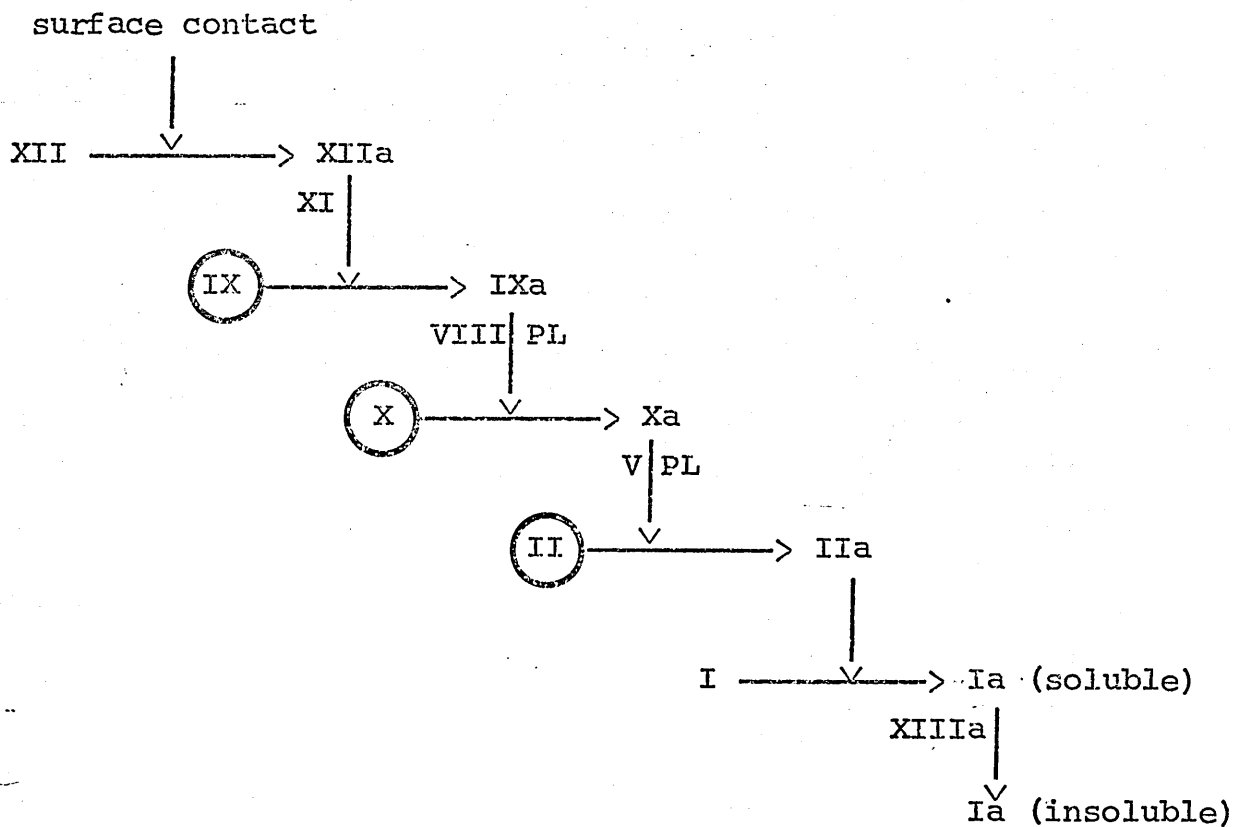 surface contact
XII XIIa
XI
IX IXa
VIII PL
X Xa
V PL
II IIa
I Ia (soluble)
XIIIa
Ia (insoluble)